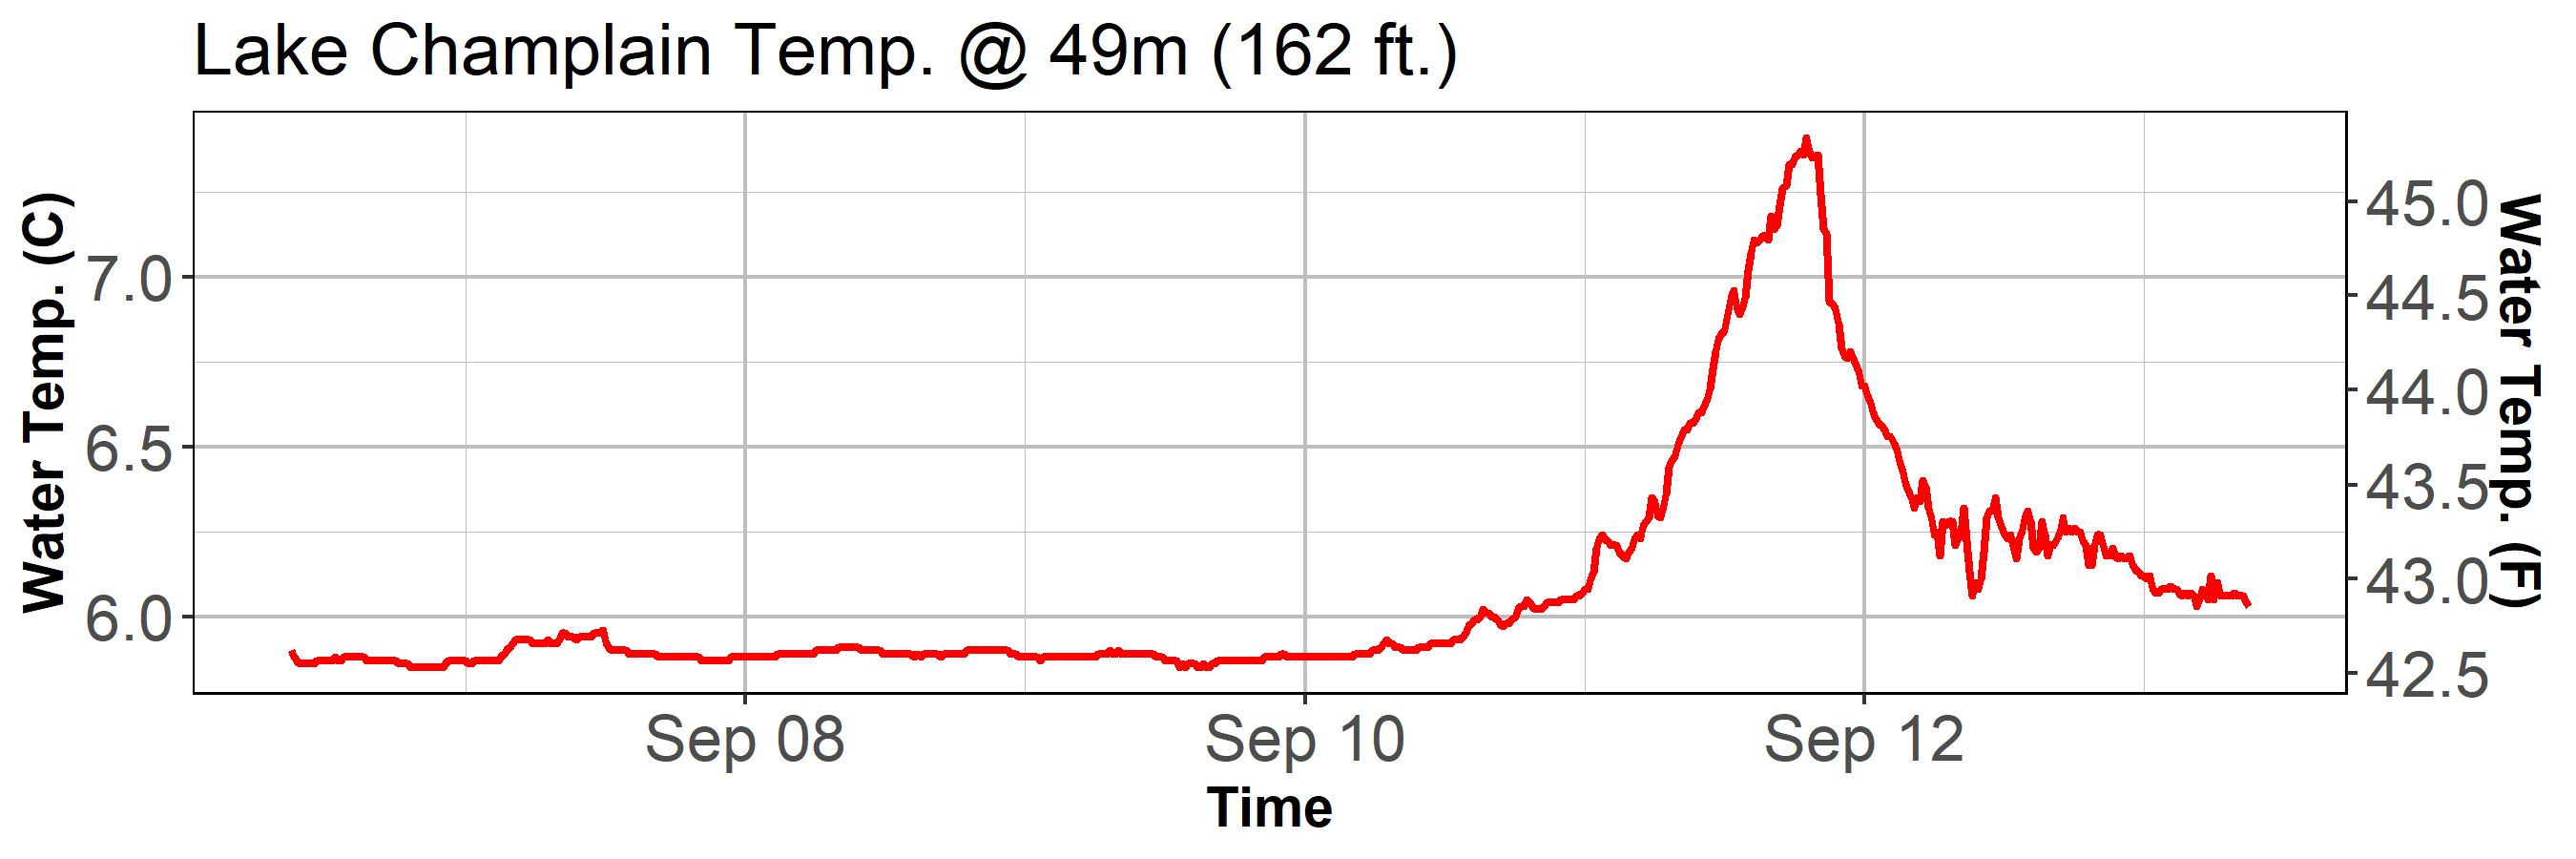 Lake Champlain Temp. @ 49m (162 ft.)
Water Temp. (C)
7.0
6.5
6.0
45.0
44.5
44.0
43.5
43.0
42.5
Water Temp. (F)
Sep 08
Sep 10
Sep 12
Time